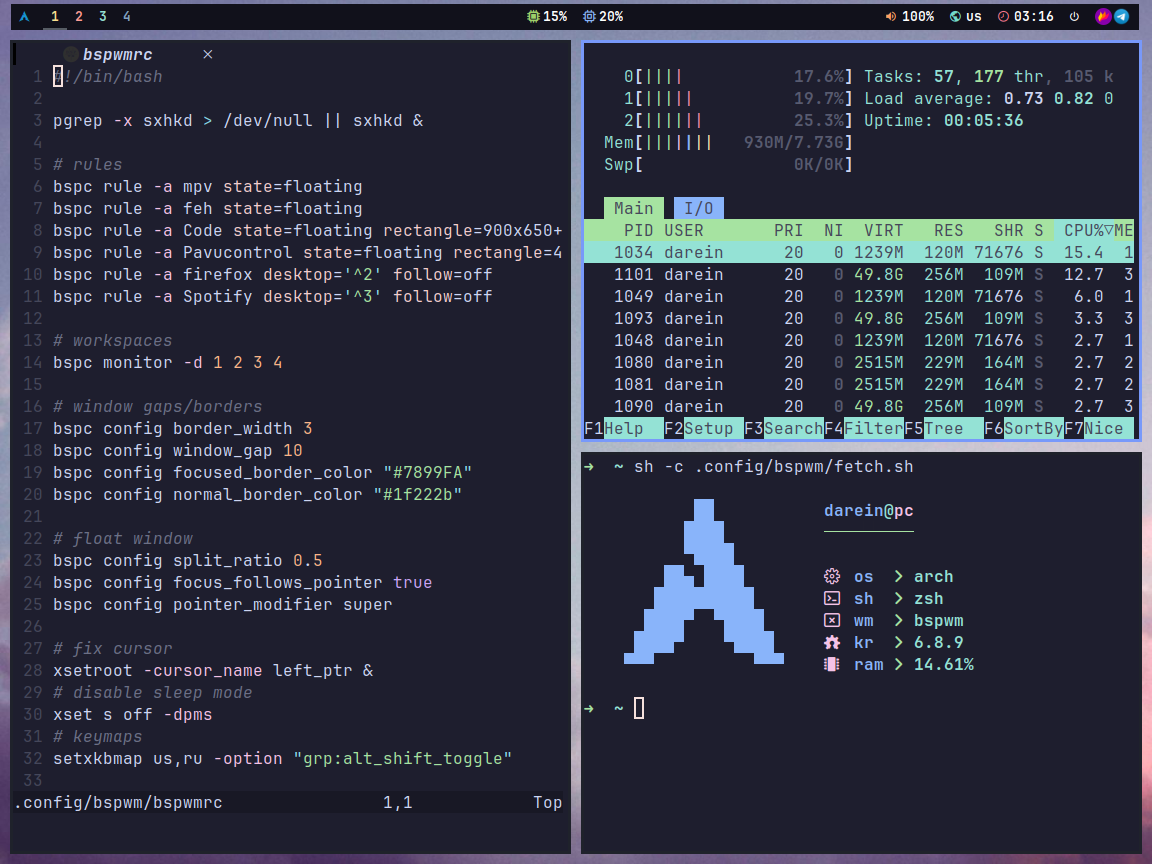 1 2 3 4 15% 20% 100% us 03:16
bspwmrc ×
1 #!/bin/bash
2
3 pgrep -x sxhkd > /dev/null || sxhkd &
4
5 # rules
6 bspc rule -a mpv state=floating
7 bspc rule -a feh state=floating
8 bspc rule -a Code state=floating rectangle=900x650+
9 bspc rule -a Pavucontrol state=floating rectangle=4
10 bspc rule -a firefox desktop='^2' follow=off
11 bspc rule -a Spotify desktop='^3' follow=off
12
13 # workspaces
14 bspc monitor -d 1 2 3 4
15
16 # window gaps/borders
17 bspc config border_width 3
18 bspc config window_gap 10
19 bspc config focused_border_color "#7899FA"
20 bspc config normal_border_color "#1f222b"
21
22 # float window
23 bspc config split_ratio 0.5
24 bspc config focus_follows_pointer true
25 bspc config pointer_modifier super
26
27 # fix cursor
28 xsetroot -cursor_name left_ptr &
29 # disable sleep mode
30 xset s off -dpms
31 # keymaps
32 setxkbmap us,ru -option "grp:alt_shift_toggle"
33
.config/bspwm/bspwmrc 1,1 Top
0[|||| 17.6%] Tasks: 57, 177 thr, 105 k
1[||||| 19.7%] Load average: 0.73 0.82 0
2[|||||| 25.3%] Uptime: 00:05:36
Mem[||||||| 930M/7.73G]
Swp[ 0K/0K]
Main I/O
PID USER PRI NI VIRT RES SHR S CPU%▽ME
1034 darein 20 0 1239M 120M 71676 S 15.4 1
1101 darein 20 0 49.8G 256M 109M S 12.7 3
1049 darein 20 0 1239M 120M 71676 S 6.0 1
1093 darein 20 0 49.8G 256M 109M S 3.3 3
1048 darein 20 0 1239M 120M 71676 S 2.7 1
1080 darein 20 0 2515M 229M 164M S 2.7 2
1081 darein 20 0 2515M 229M 164M S 2.7 2
1090 darein 20 0 49.8G 256M 109M S 2.7 3
F1Help F2Setup F3SearchF4FilterF5Tree F6SortByF7Nice
➜ ~ sh -c .config/bspwm/fetch.sh
darein@pc
os > arch
sh > zsh
wm > bspwm
kr > 6.8.9
ram > 14.61%
➜ ~